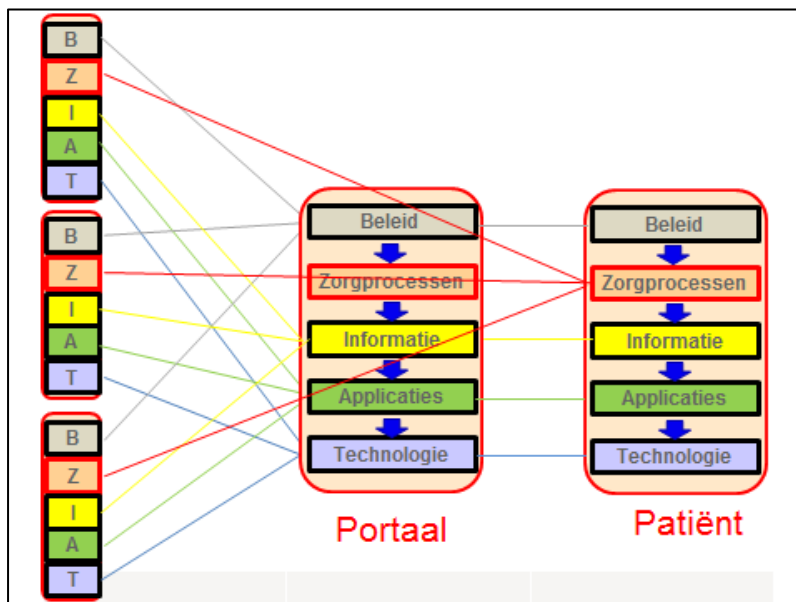 B
Z
I
A
T
B
Z
I
A
T
B
Z
I
A
T
Beleid
Zorgprocessen
Informatie
Applicaties
Technologie
Portaal
Beleid
Zorgprocessen
Informatie
Applicaties
Technologie
Patiënt